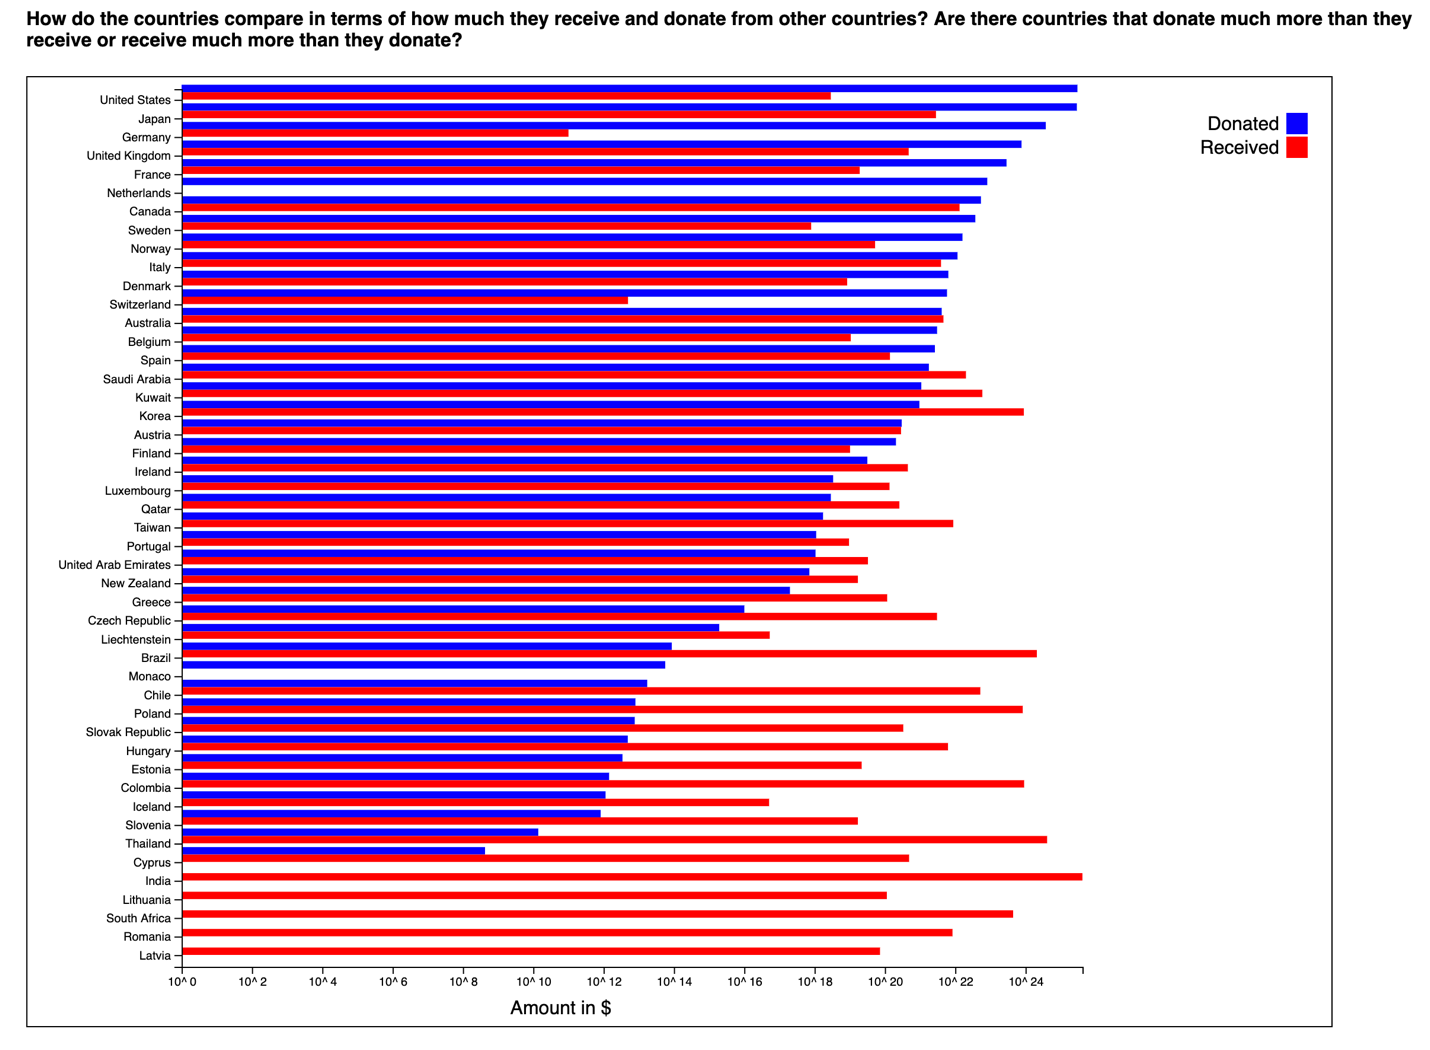 How do the countries compare in terms of how much they receive and donate from other countries? Are there countries that donate much more than they
receive or receive much more than they donate?
Donated
Received
United States
Japan
Germany
United Kingdom
France
Netherlands
Canada
Sweden
Norway
Italy
Denmark
Switzerland
Australia
Belgium
Spain
Saudi Arabia
Kuwait
Korea
Austria
Finland
Ireland
Luxembourg
Qatar
Taiwan
Portugal
United Arab Emirates
New Zealand
Greece
Czech Republic
Liechtenstein
Brazil
Monaco
Chile
Poland
Slovak Republic
Hungary
Estonia
Colombia
Iceland
Slovenia
Thailand
Cyprus
India
Lithuania
South Africa
Romania
Latvia
10^ 0 10^ 2 10^ 4 10^ 6 10^ 8 10^ 10 10^ 12 10^ 14 10^ 16 10^ 18 10^ 20 10^ 22 10^ 24
Amount in $